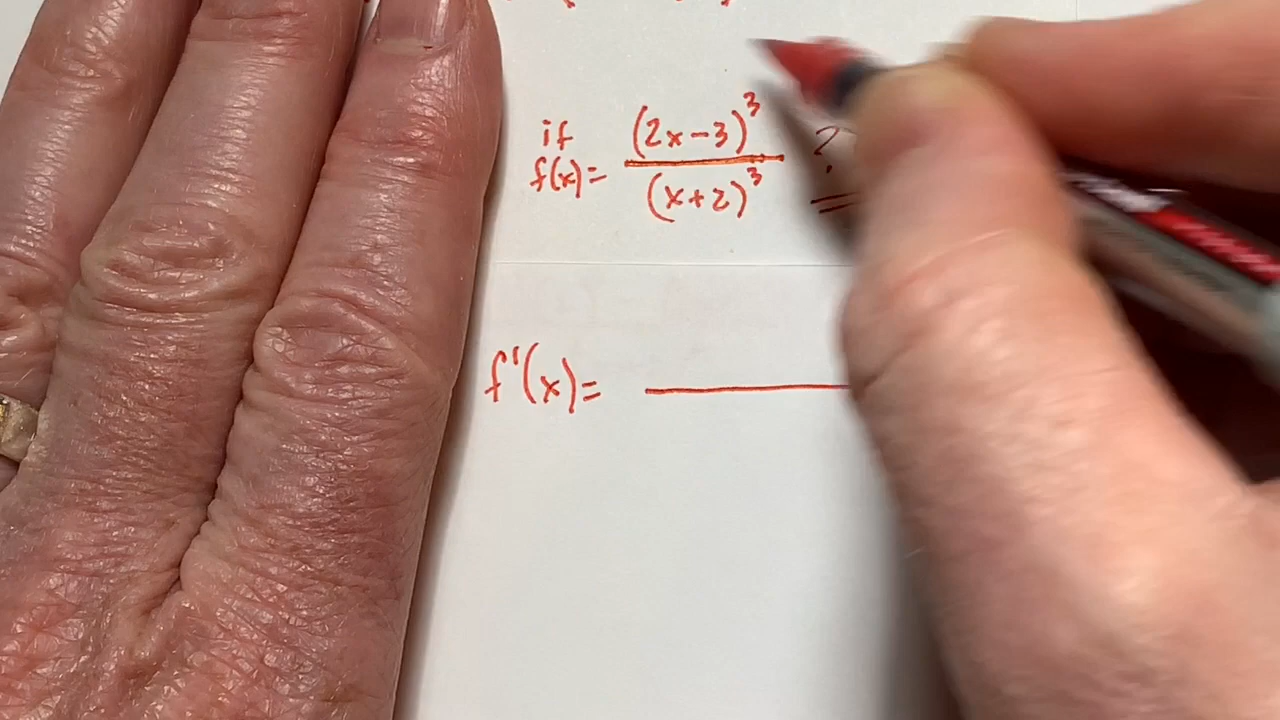 if
f(x)= (2x-3)^3 / (x+2)^3 ?
f'(x)=